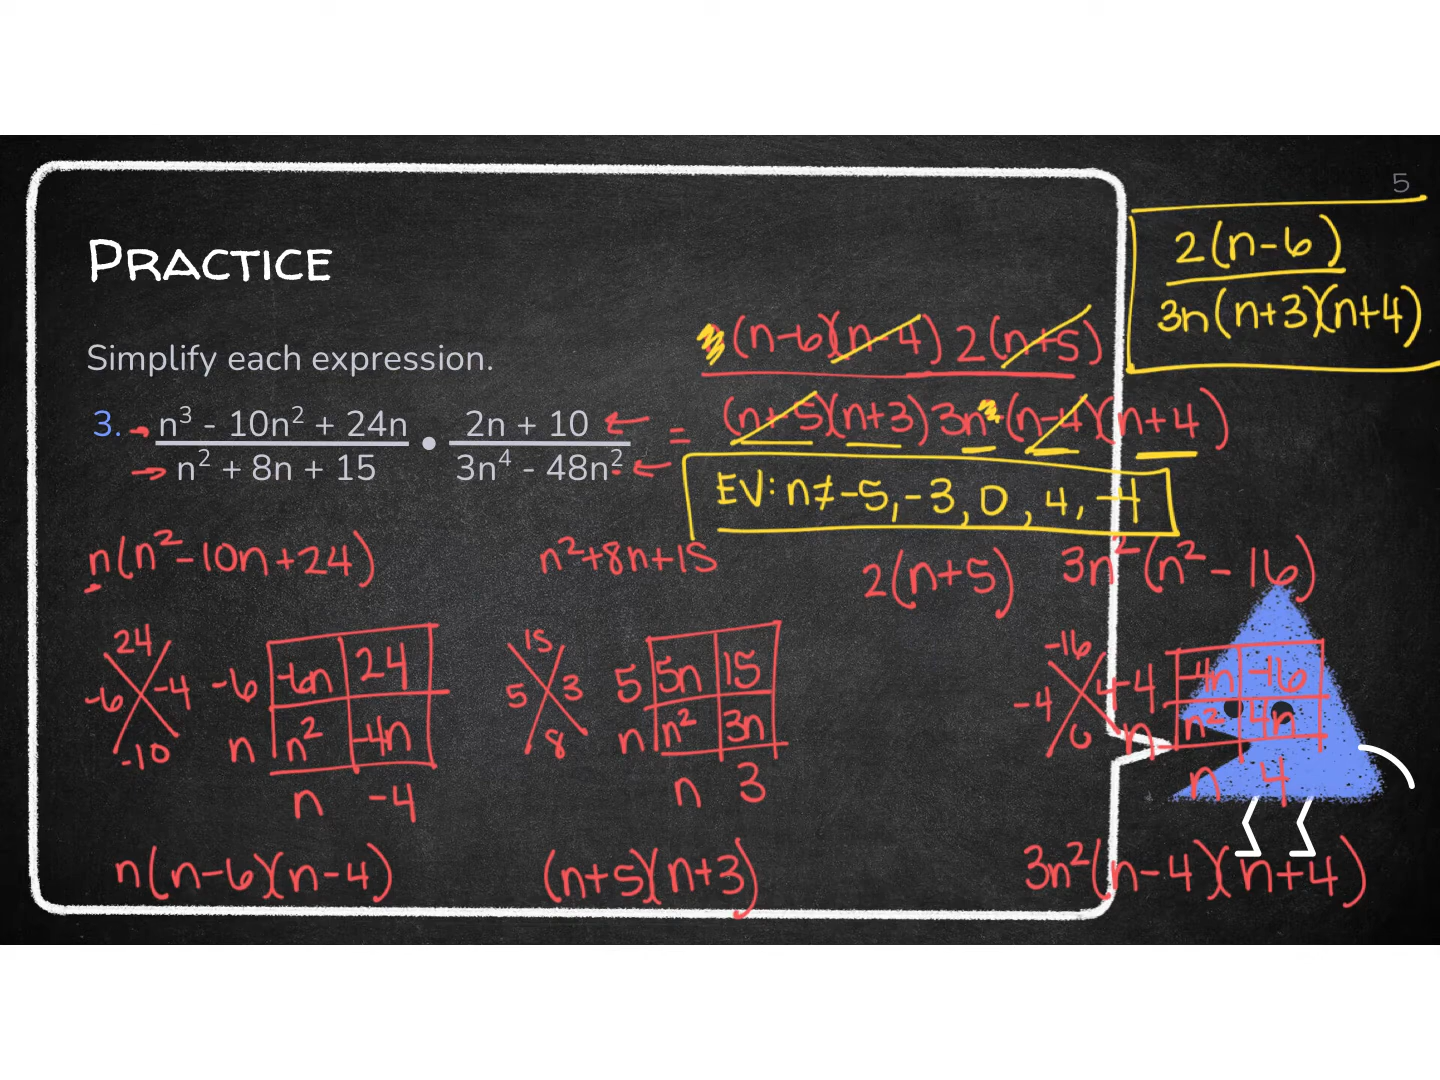 5
PRACTICE
2(n-6)
3n(n+3)(n+4)
Simplify each expression.
(n-6)(n-4) 2(n+5)
3. n³ - 10n² + 24n • 2n + 10 =
n² + 8n + 15 3n⁴ - 48n²
(n+5)(n+3) 3n (n-4)(n+4)
EV: n≠ -5, -3, 0, 4, -4
n(n²-10n+24) n²+8n+15 2(n+5) 3n²(n²-16)
24 15 -16
-6 -4 -6 -6n 24 5 3 5 5n 15 -4 4 -4 -4n -16
-10 n n² -4n 8 n n² 3n 0 n n² 4n
n -4 n 3 n 4
n(n-6)(n-4) (n+5)(n+3) 3n²(n-4)(n+4)